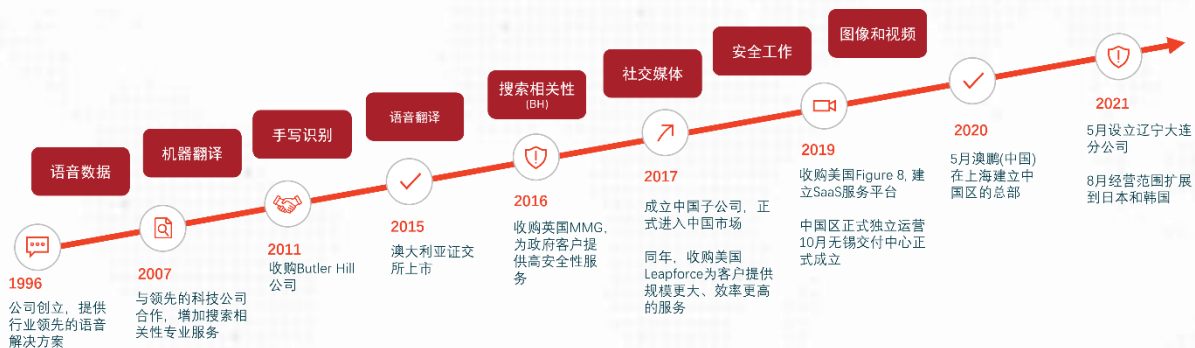 语音数据
机器翻译
手写识别
语音翻译
搜索相关性
(BH)
社交媒体
安全工作
图像和视频
1996
公司创立，提供
行业领先的语音
解决方案
2007
与领先的科技公司
合作，增加搜索相
关性专业服务
2011
收购Butler Hill
公司
2015
澳大利亚证交
所上市
2016
收购英国MMG，
为政府客户提
供高安全性服
务
2017
成立中国子公司，正
式进入中国市场
同年，收购美国
Leapforce为客户提供
规模更大、效率更高
的服务
2019
收购美国Figure 8, 建
立SaaS服务平台
中国区正式独立运营
10月无锡交付中心正
式成立
2020
5月澳鹏(中国)
在上海建立中
国区的总部
2021
5月设立辽宁大连
分公司
8月经营范围扩展
到日本和韩国